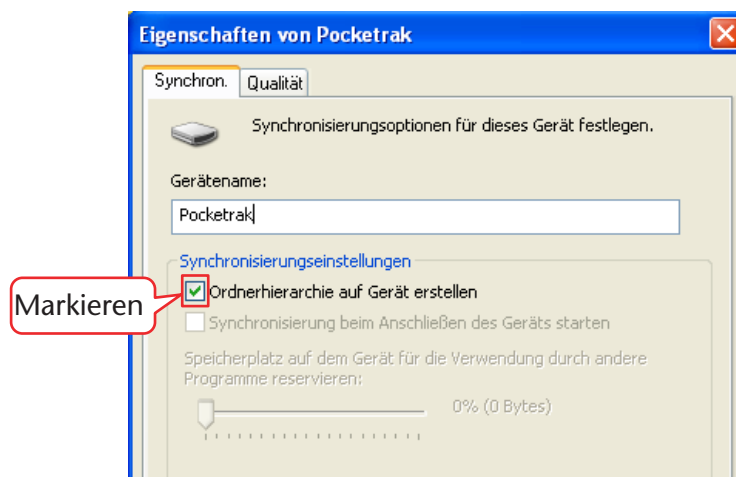 Eigenschaften von Pocketrak
Synchron. Qualität
Synchronisierungsoptionen für dieses Gerät festlegen.
Gerätename:
Pocketrak
Synchronisierungseinstellungen
Markieren
Ordnerhierarchie auf Gerät erstellen
Synchronisierung beim Anschließen des Geräts starten
Speicherplatz auf dem Gerät für die Verwendung durch andere
Programme reservieren:
0% (0 Bytes)